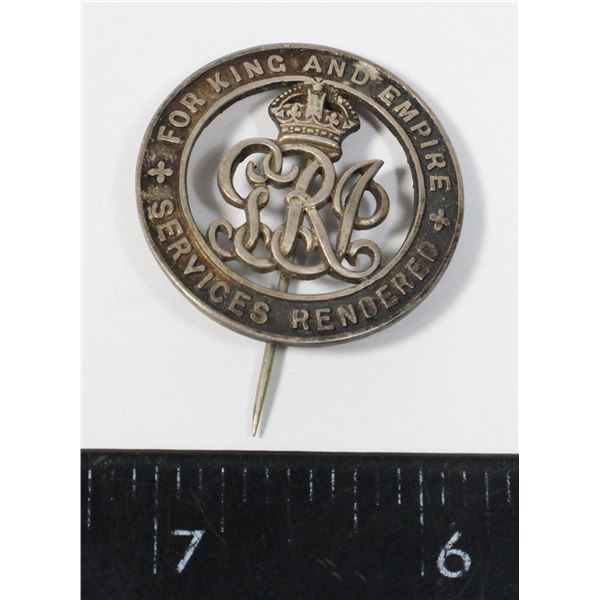 FOR KING AND EMPIRE
SERVICES RENDERED
GRI
7 6